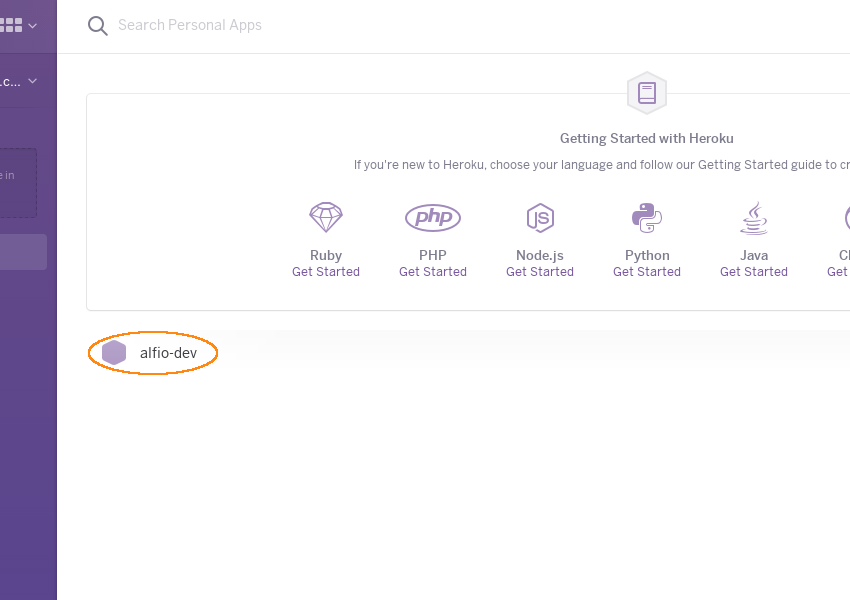 Search Personal Apps
.c...
Getting Started with Heroku
If you're new to Heroku, choose your language and follow our Getting Started guide to
e in
php
JS
Ruby
PHP
Node.js
Python
Java
Get Started
Get Started
Get Started
Get Started
Get Started
Get
alfio-dev